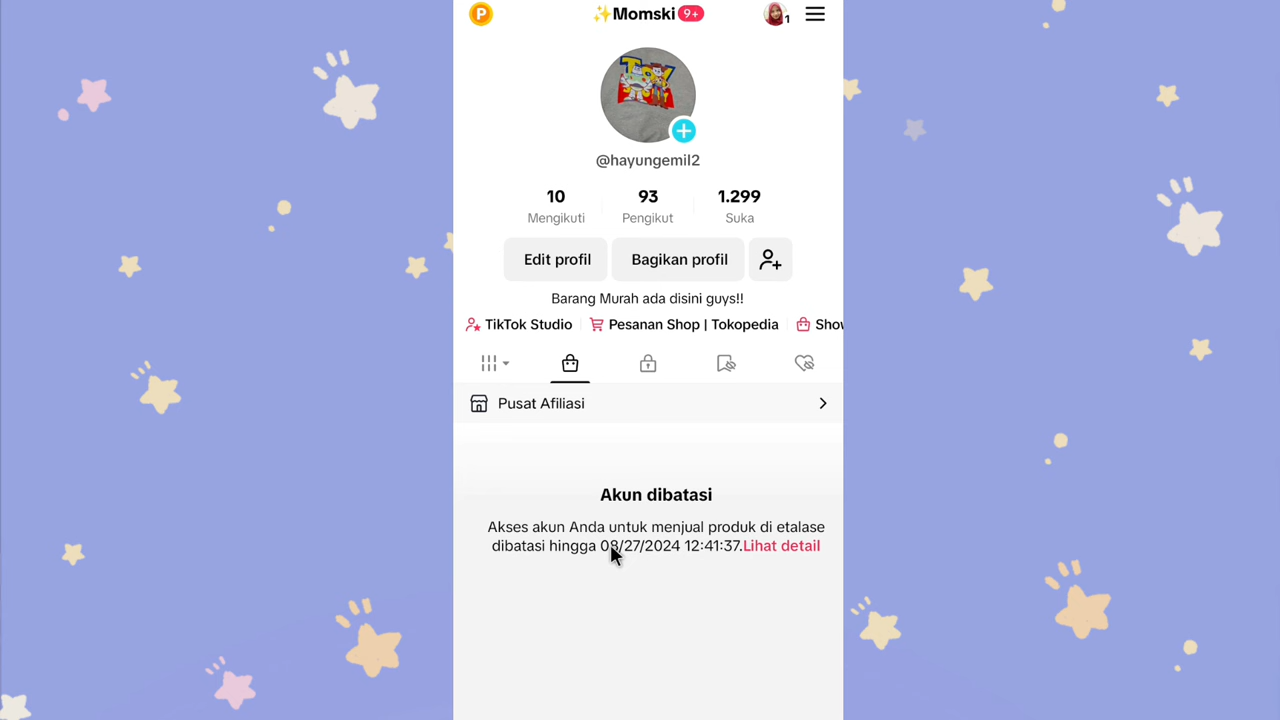 P
✨Momski 9+
1
TOY
@hayungemil2
10 93 1.299
Mengikuti Pengikut Suka
Edit profil Bagikan profil
Barang Murah ada disini guys!!
TikTok Studio Pesanan Shop | Tokopedia Show
Pusat Afiliasi
Akun dibatasi
Akses akun Anda untuk menjual produk di etalase
dibatasi hingga 08/27/2024 12:41:37.Lihat detail